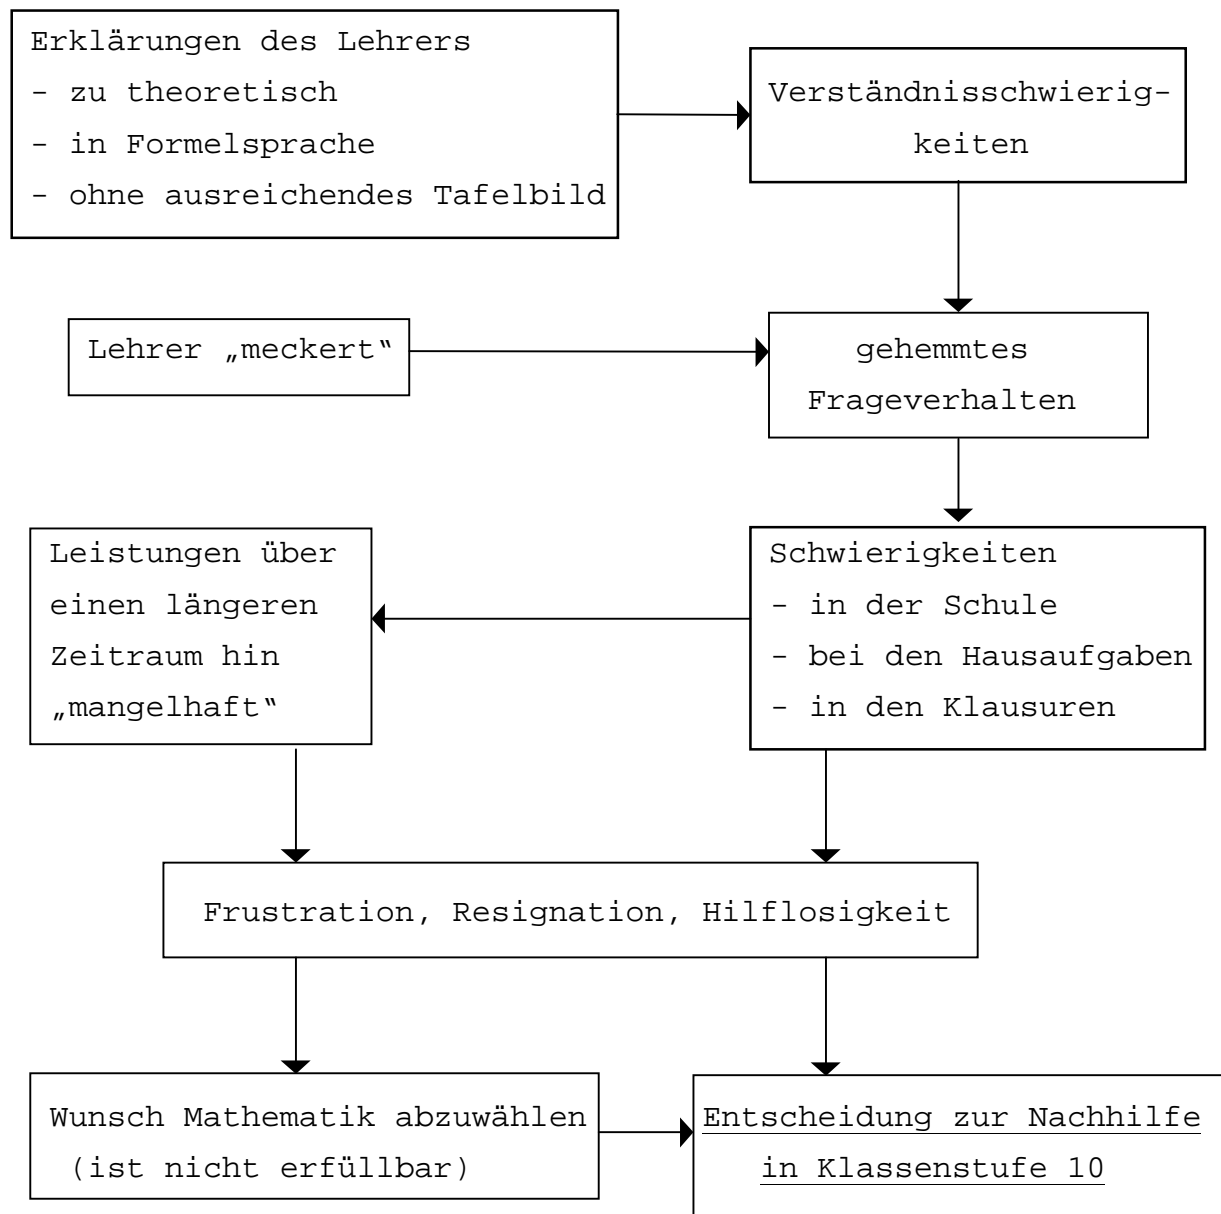 Erklärungen des Lehrers
- zu theoretisch
- in Formelsprache
- ohne ausreichendes Tafelbild
Verständnisschwierig-
keiten
Lehrer „meckert“
gehemmtes
Frageverhalten
Leistungen über
einen längeren
Zeitraum hin
„mangelhaft“
Schwierigkeiten
- in der Schule
- bei den Hausaufgaben
- in den Klausuren
Frustration, Resignation, Hilflosigkeit
Wunsch Mathematik abzuwählen
(ist nicht erfüllbar)
Entscheidung zur Nachhilfe
in Klassenstufe 10